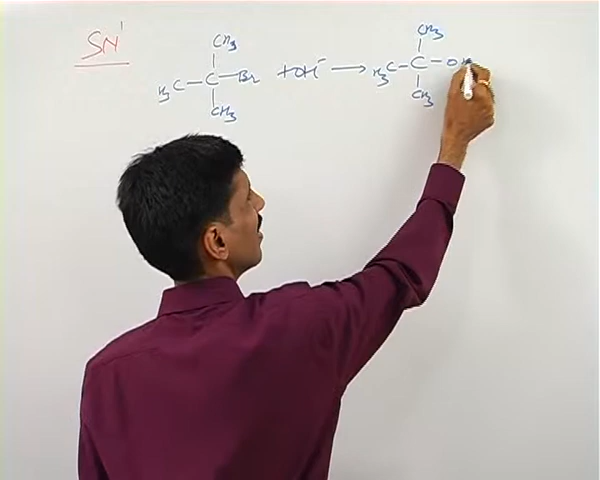 SN¹
CH₃ CH₃
H₃C — C — Br + OH⁻ ⟶ H₃C — C — OH
CH₃ CH₃